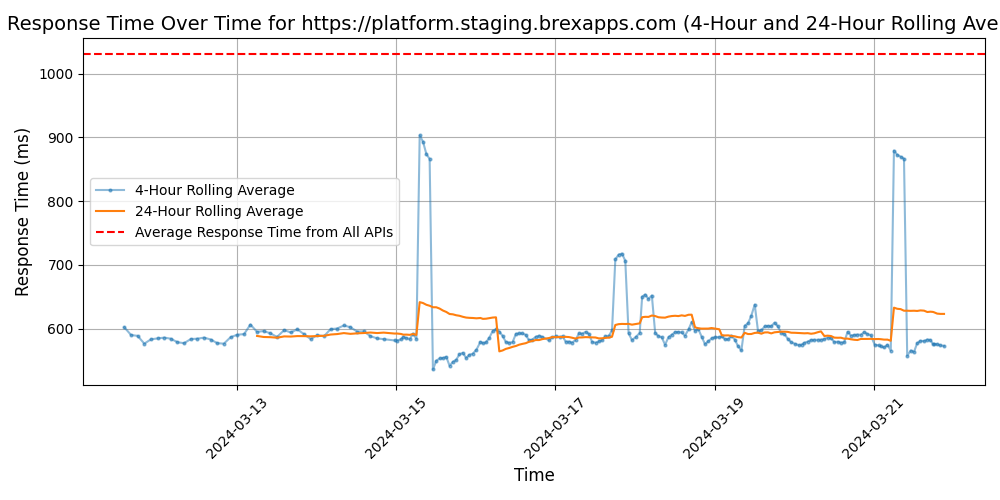 Response Time Over Time for https://platform.staging.brexapps.com (4-Hour and 24-Hour Rolling Ave
Response Time (ms)
1000
900
800
700
600
4-Hour Rolling Average
24-Hour Rolling Average
Average Response Time from All APIs
2024-03-13
2024-03-15
2024-03-17
2024-03-19
2024-03-21
Time